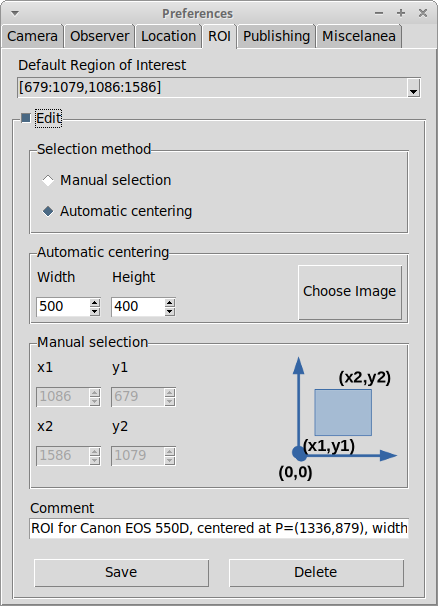 Preferences
Camera Observer Location ROI Publishing Miscelanea
Default Region of Interest
[679:1079,1086:1586]
Edit
Selection method
Manual selection
Automatic centering
Automatic centering
Width Height
500 400 Choose Image
Manual selection
x1 y1
1086 679
x2 y2
1586 1079
(x2,y2)
(x1,y1)
(0,0)
Comment
ROI for Canon EOS 550D, centered at P=(1336,879), width
Save Delete